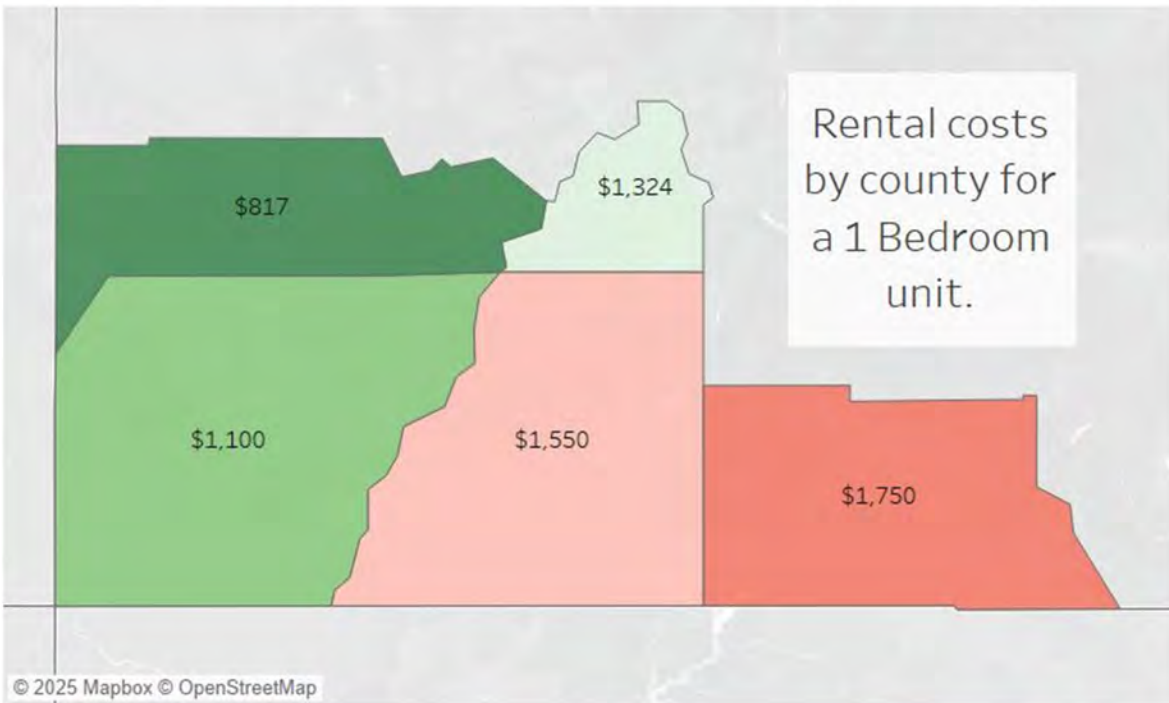 Rental costs
by county for
a 1 Bedroom
unit.
$817
$1,324
$1,100
$1,550
$1,750
© 2025 Mapbox © OpenStreetMap